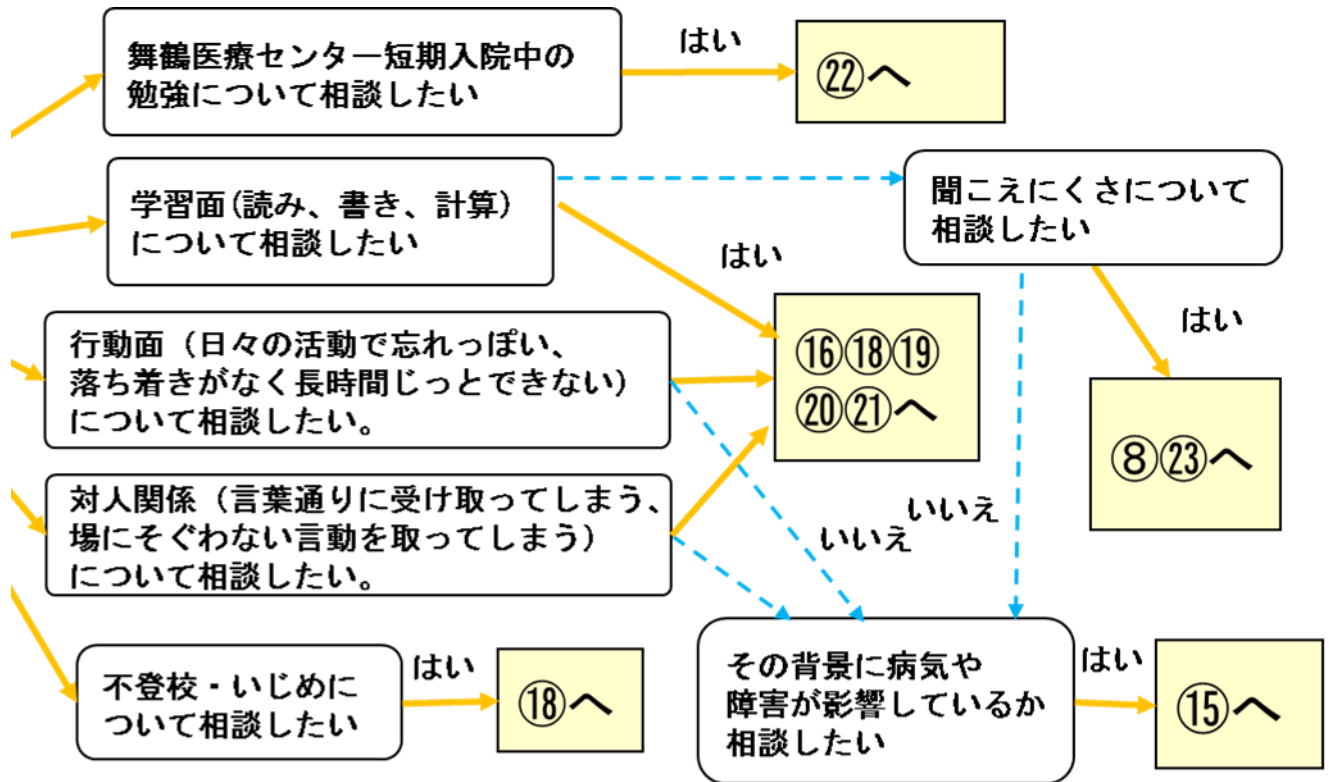 舞鶴医療センター短期入院中の
勉強について相談したい
はい
㉒へ
学習面(読み、書き、計算)
について相談したい
はい
聞こえにくさについて
相談したい
はい
⑧㉓へ
行動面（日々の活動で忘れっぽい、
落ち着きがなく長時間じっとできない）
について相談したい。
⑯⑱⑲
⑳㉑へ
対人関係（言葉通りに受け取ってしまう、
場にそぐわない言動を取ってしまう）
について相談したい。
いいえ
いいえ
不登校・いじめに
ついて相談したい
はい
⑱へ
その背景に病気や
障害が影響しているか
相談したい
はい
⑮へ